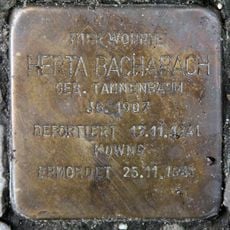 HIER WOHNTE
HERTA BACHARACH
GEB. TANNENBAUM
JG. 1907
DEPORTIERT 17.11.1941
KOWNO
ERMORDET 25.11.1941